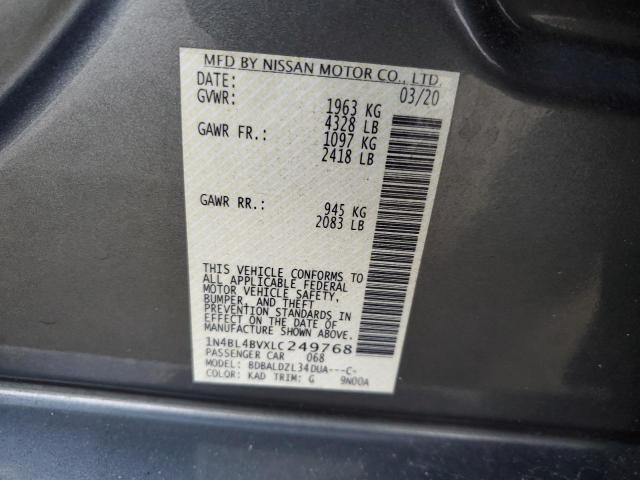 MFD BY NISSAN MOTOR CO., LTD.
DATE: 03/20
GVWR: 1963 KG
4328 LB
GAWR FR.: 1097 KG
2418 LB
GAWR RR.: 945 KG
2083 LB
THIS VEHICLE CONFORMS TO
ALL APPLICABLE FEDERAL
MOTOR VEHICLE SAFETY,
BUMPER, AND THEFT
PREVENTION STANDARDS IN
EFFECT ON THE DATE OF
MANUFACTURE SHOWN ABOVE.
1N4BL4BVXLC249768
PASSENGER CAR 068
MODEL: BDBALDZL34DUA---C-
COLOR: KAD TRIM: G 9N00A